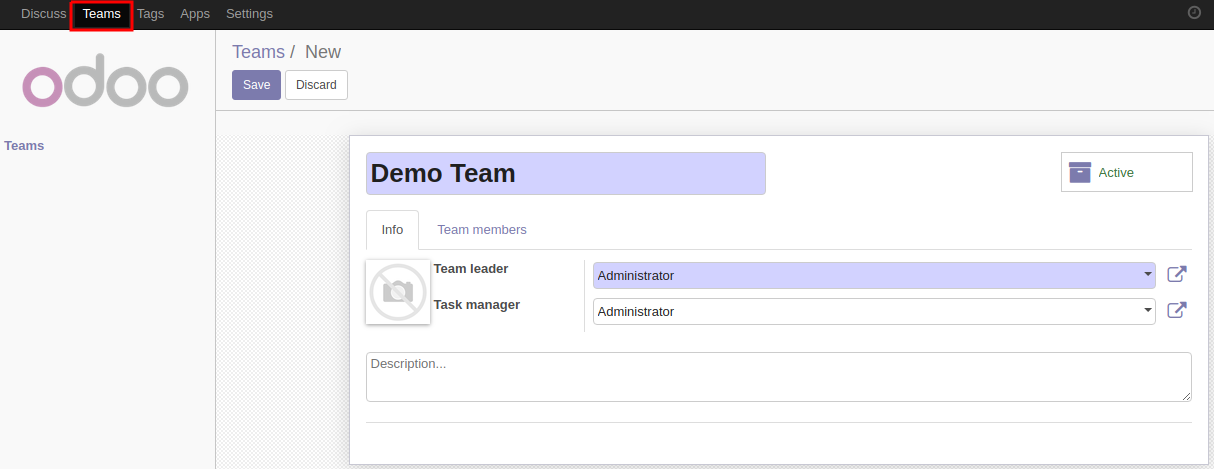 Discuss Teams Tags Apps Settings
odoo
Teams / New
Save Discard
Teams
Demo Team
Active
Info Team members
Team leader Administrator
Task manager Administrator
Description...